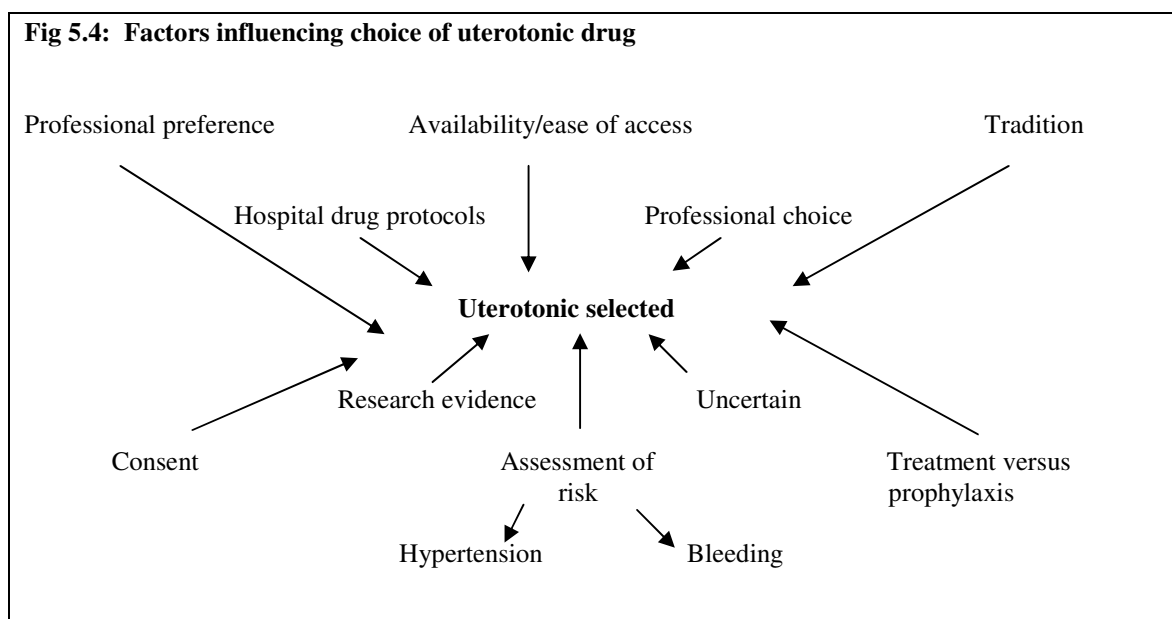 Fig 5.4: Factors influencing choice of uterotonic drug
Professional preference
Availability/ease of access
Tradition
Hospital drug protocols
Professional choice
Uterotonic selected
Research evidence
Uncertain
Consent
Assessment of
risk
Treatment versus
prophylaxis
Hypertension
Bleeding